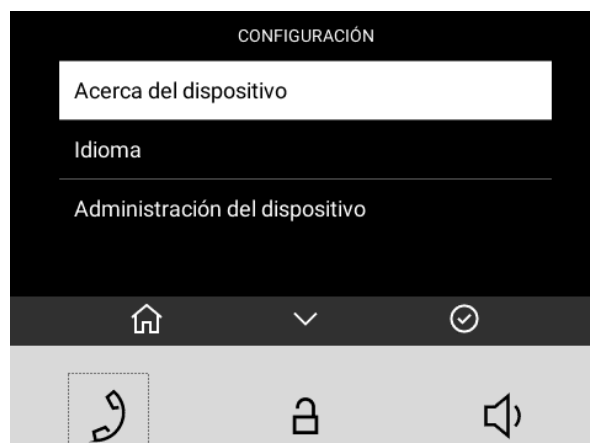 CONFIGURACIÓN
Acerca del dispositivo
Idioma
Administración del dispositivo